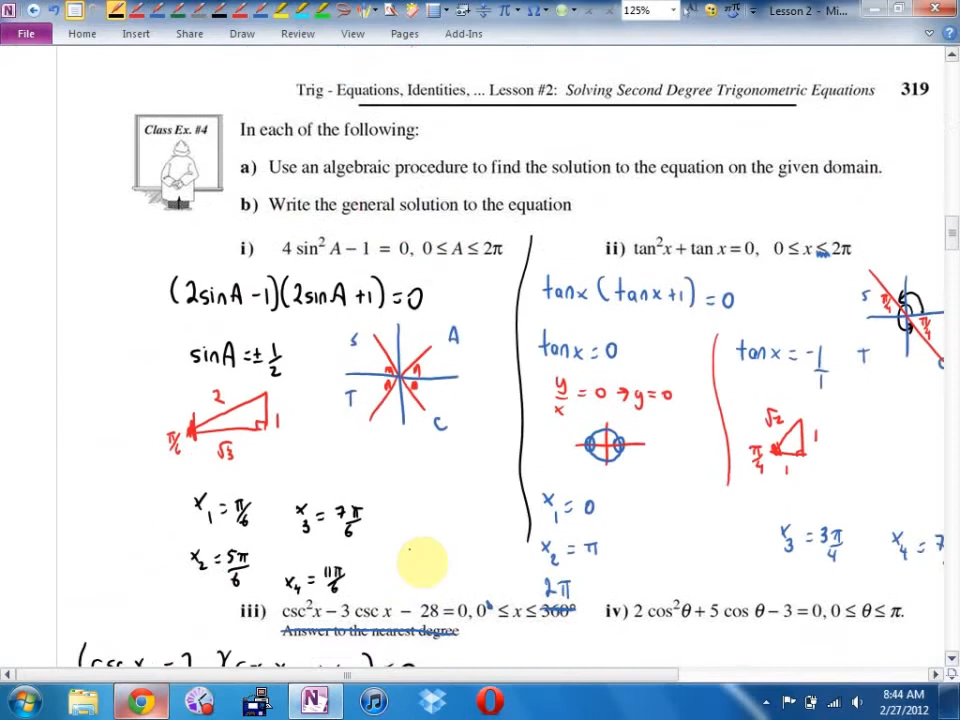 125%
Lesson 2 - Mi...
File Home Insert Share Draw Review View Pages Add-Ins
Trig - Equations, Identities, ... Lesson #2: Solving Second Degree Trigonometric Equations 319
Class Ex. #4
In each of the following:
a) Use an algebraic procedure to find the solution to the equation on the given domain.
b) Write the general solution to the equation
i) 4 sin² A − 1 = 0, 0 ≤ A ≤ 2π
(2sinA -1)(2sinA +1)=0
sinA = ± 1/2
S A
T C
2
1
√3
π/6
x₁ = π/6
x₃ = 7π/6
x₂ = 5π/6
x₄ = 11π/6
ii) tan²x + tan x = 0, 0 ≤ x ≤ 2π
tanx (tanx+1) = 0
tanx = 0
y/x = 0 → y = 0
x₁ = 0
x₂ = π
tanx = -1/1
S
T
π/4
π/4
√2
1
1
π/4
x₃ = 3π/4
x₄ = 7
2π
iii) csc²x − 3 csc x − 28 = 0, 0° ≤ x ≤ 360°
Answer to the nearest degree
iv) 2 cos²θ + 5 cos θ − 3 = 0, 0 ≤ θ ≤ π.
8:44 AM
2/27/2012